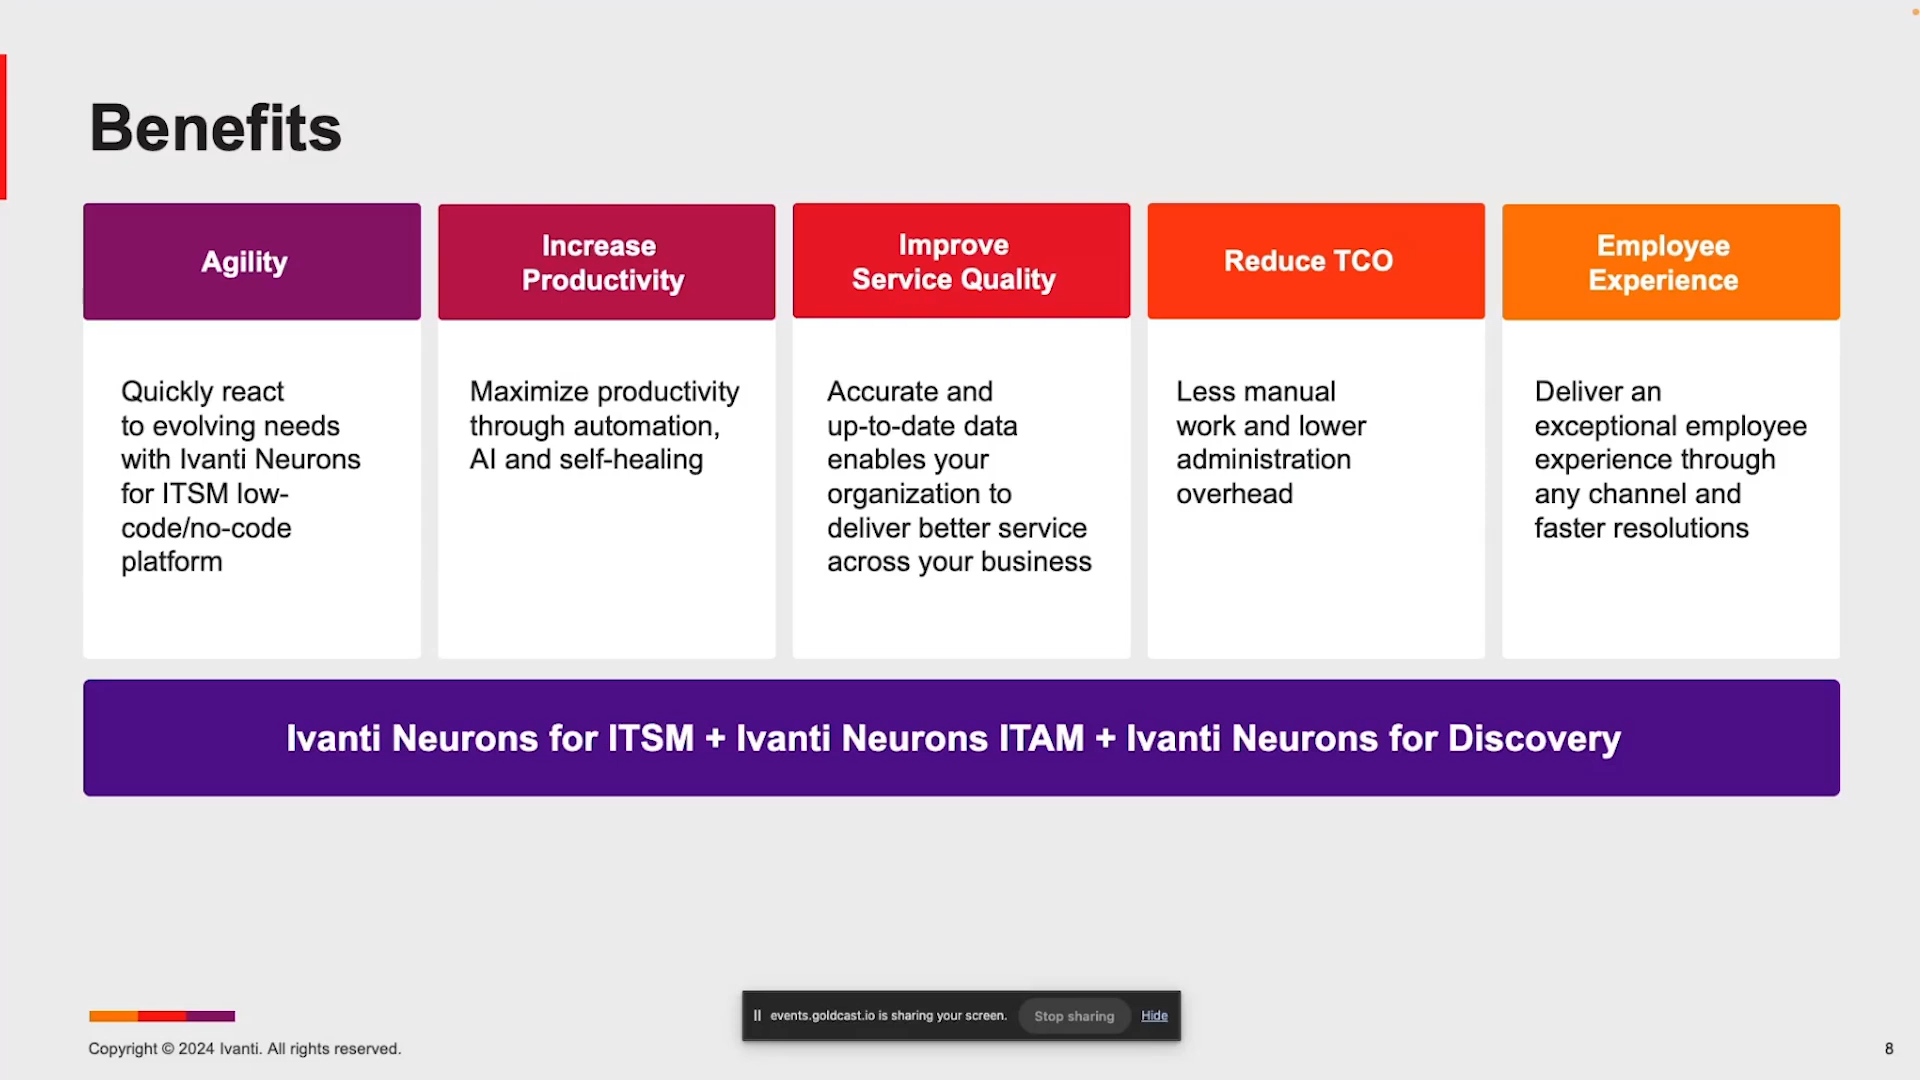 Benefits
Agility
Quickly react
to evolving needs
with Ivanti Neurons
for ITSM low-
code/no-code
platform
Increase
Productivity
Maximize productivity
through automation,
AI and self-healing
Improve
Service Quality
Accurate and
up-to-date data
enables your
organization to
deliver better service
across your business
Reduce TCO
Less manual
work and lower
administration
overhead
Employee
Experience
Deliver an
exceptional employee
experience through
any channel and
faster resolutions
Ivanti Neurons for ITSM + Ivanti Neurons ITAM + Ivanti Neurons for Discovery
events.goldcast.io is sharing your screen.
Stop sharing
Hide
Copyright © 2024 Ivanti. All rights reserved.
8